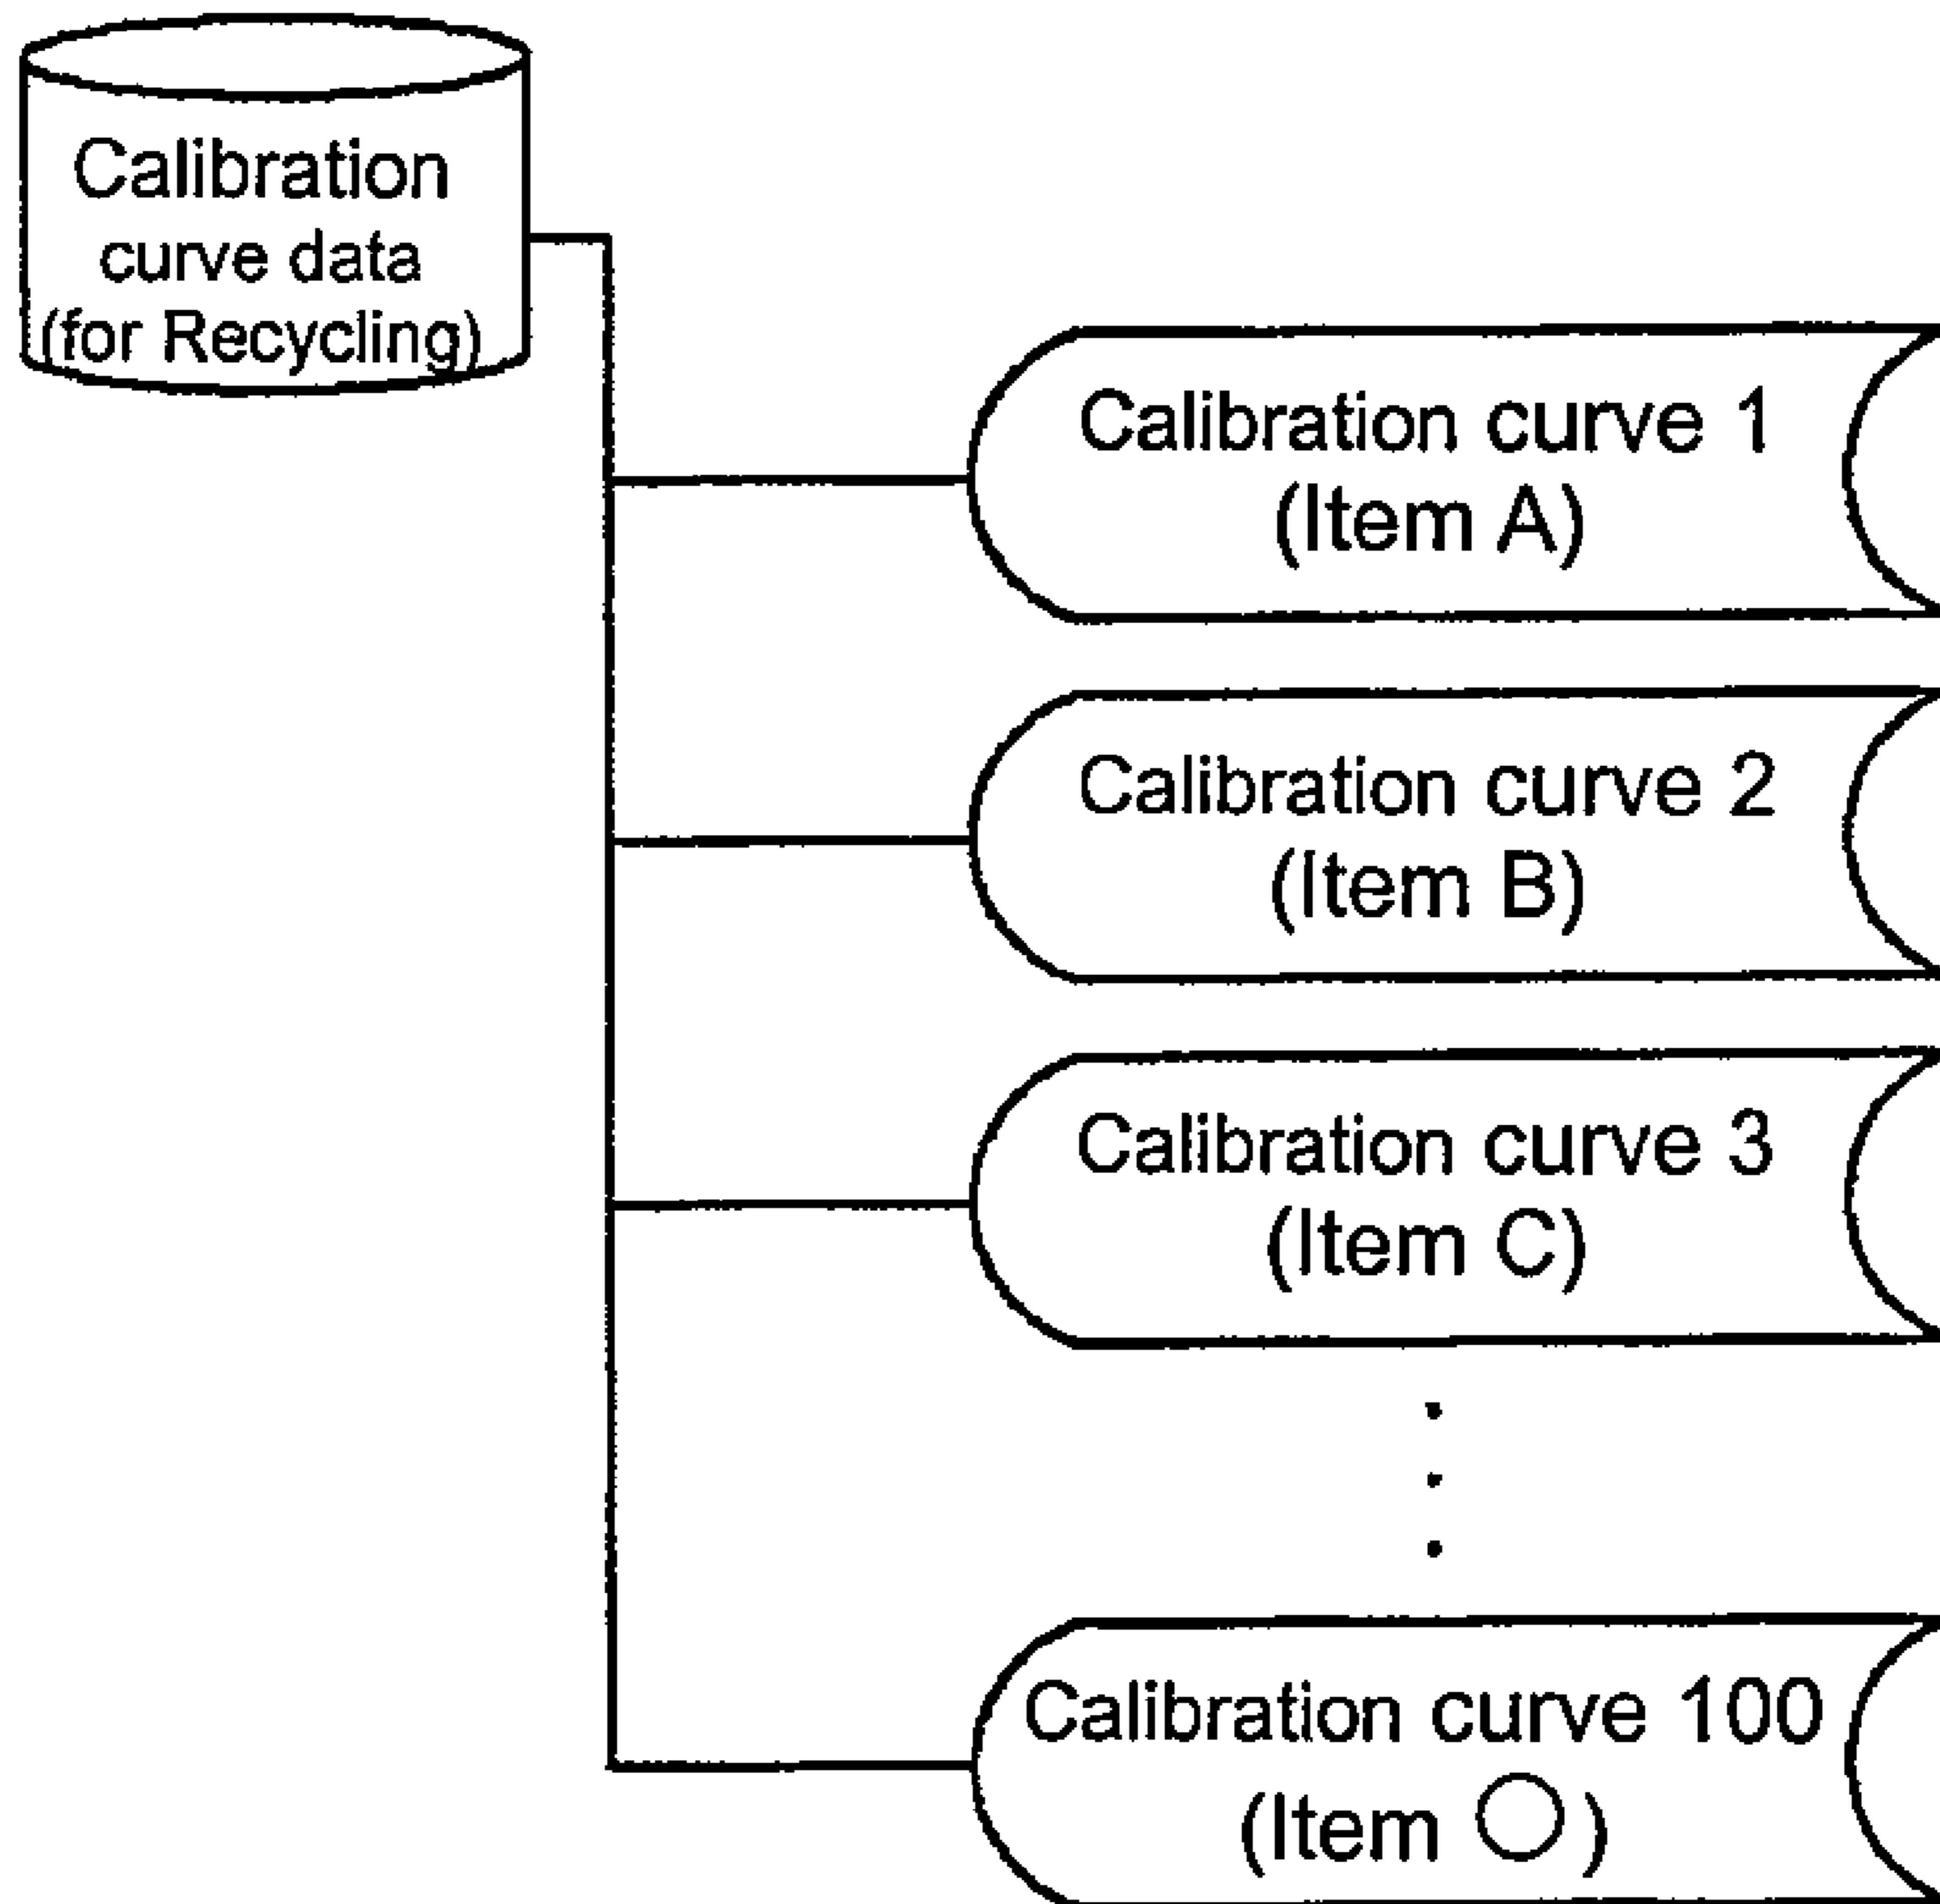 Calibration
curve data
(for Recycling)
Calibration curve 1
(Item A)
Calibration curve 2
(Item B)
Calibration curve 3
(Item C)
Calibration curve 100
(Item ○)